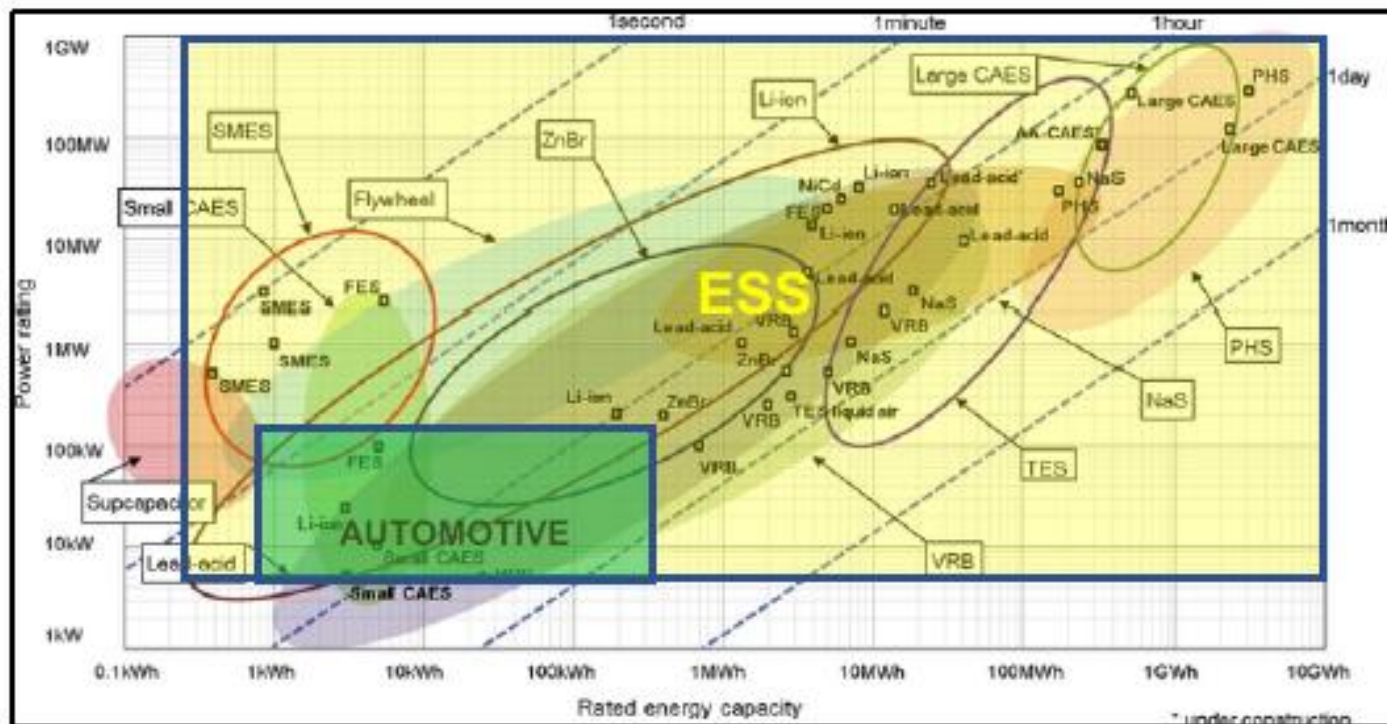 1second 1minute 1hour
1GW
Large CAES
PHS
1day
Li-ion
Large CAES
SMES
ZnBr
100MW
AA-CAES*
Large CAES
Flywheel
NiCd
Li-ion
Lead-acid*
NaS
Small CAES
FES
Lead-acid
PHS
Li-ion
Lead-acid
1month
10MW
FES
Lead-acid
SMES
ESS
NaS
Lead-acid
VRB
VRB
1MW
SMES
ZnBr
NaS
PHS
SMES
VRB
NaS
Li-ion
ZnBr
VRB
TES liquid air
100kW
FES
VRB
TES
Supcapacitor
Li-ion
AUTOMOTIVE
10kW
Lead-acid
Small CAES
VRB
Small CAES
1kW
0.1kWh 1kWh 10kWh 100kWh 1MWh 10MWh 100MWh 1GWh 10GWh
Power rating
Rated energy capacity
* under construction